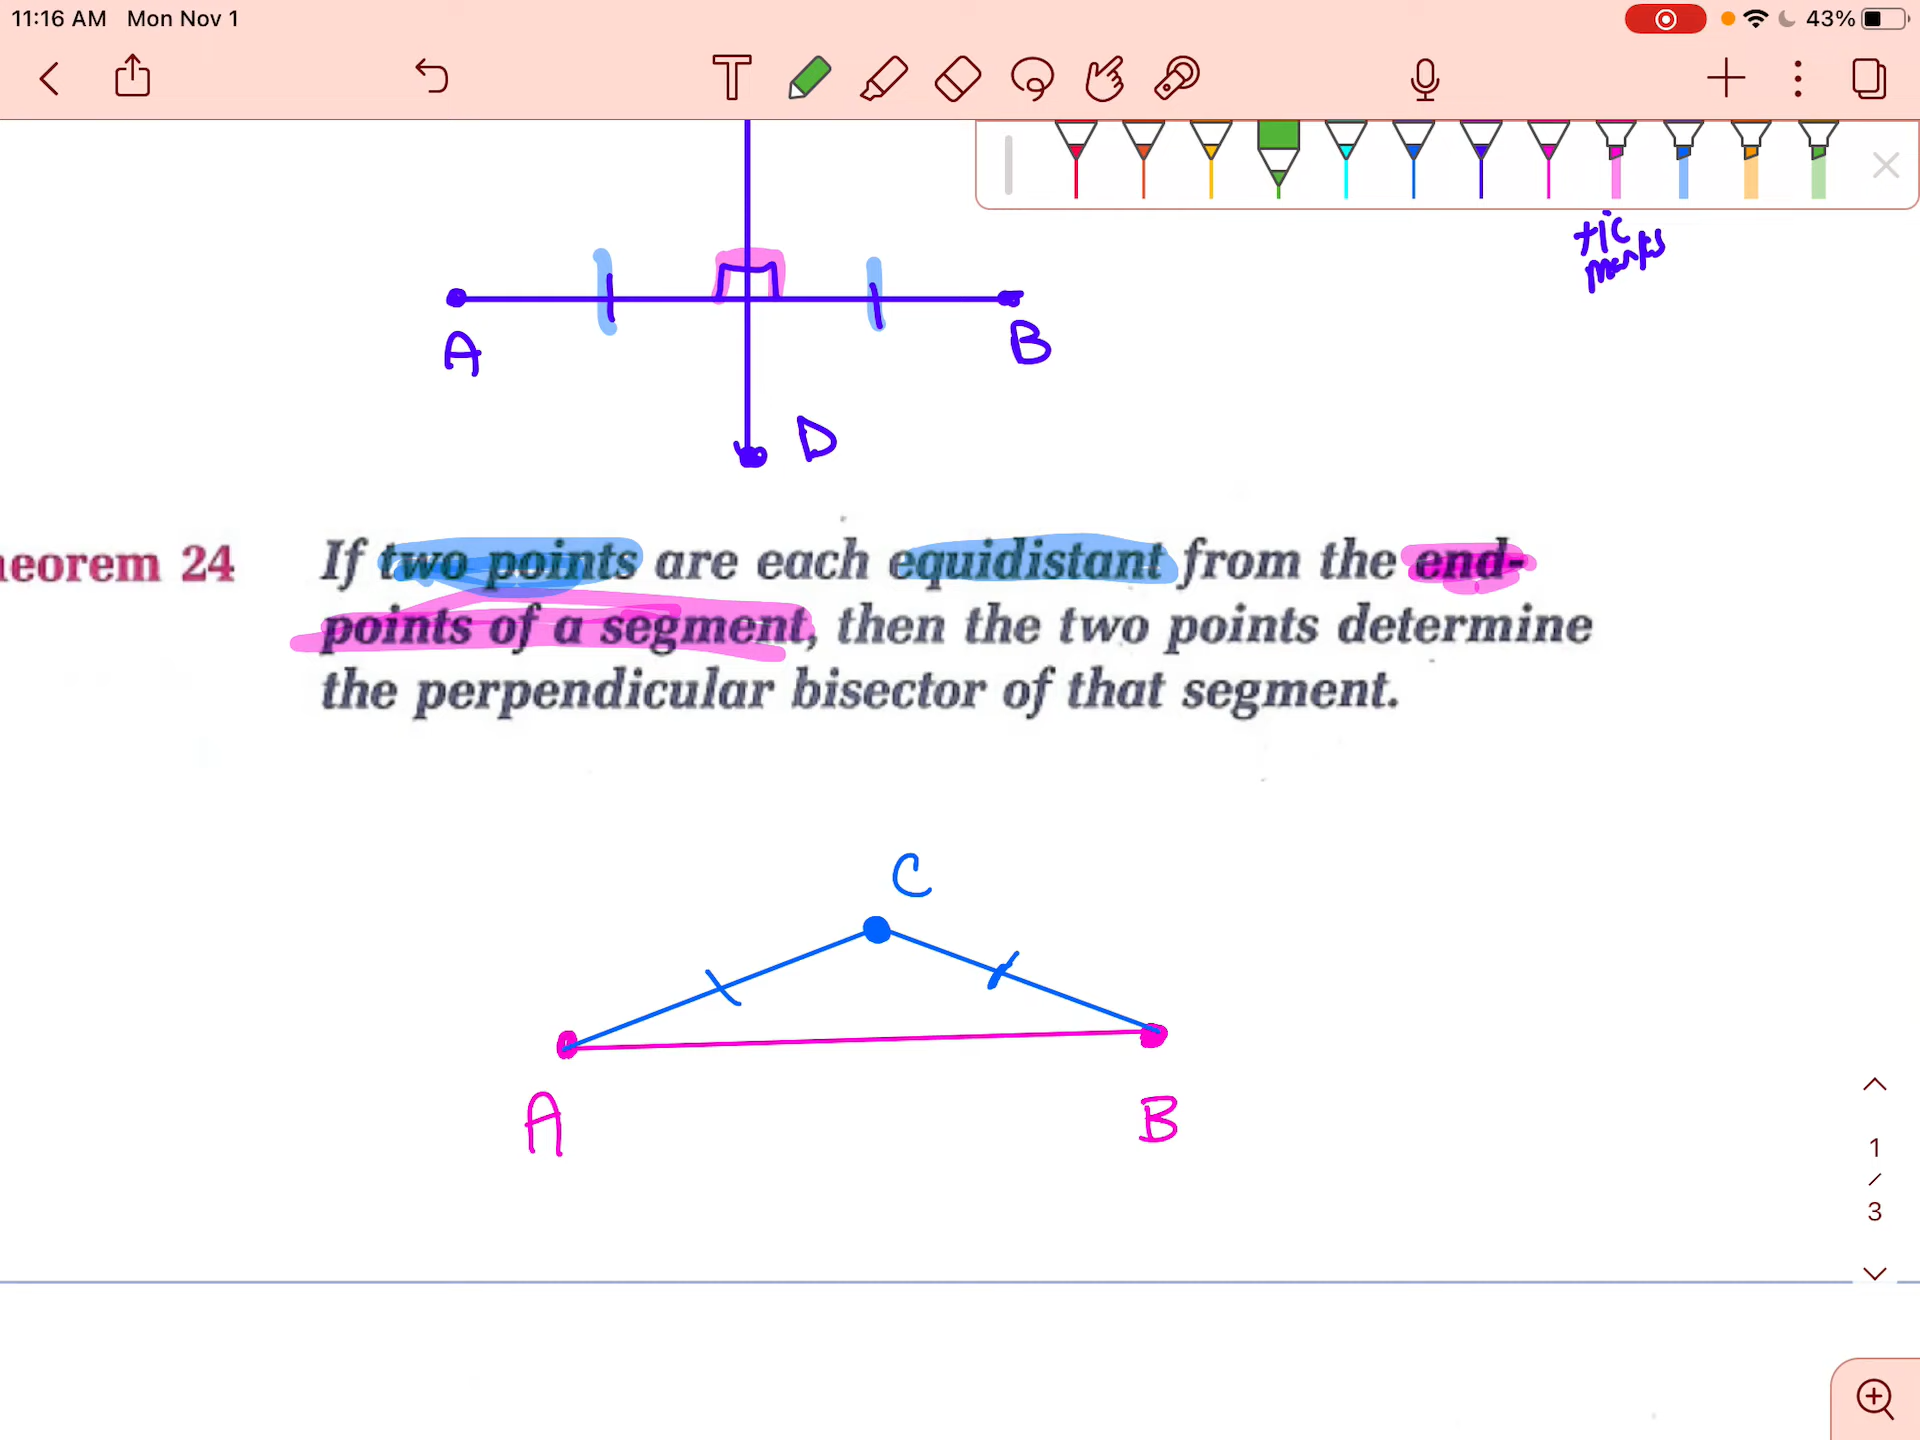 11:16 AM Mon Nov 1
43%
T
tic
marks
A
B
D
heorem 24 If two points are each equidistant from the end-
points of a segment, then the two points determine
the perpendicular bisector of that segment.
C
A
B
1
/
3